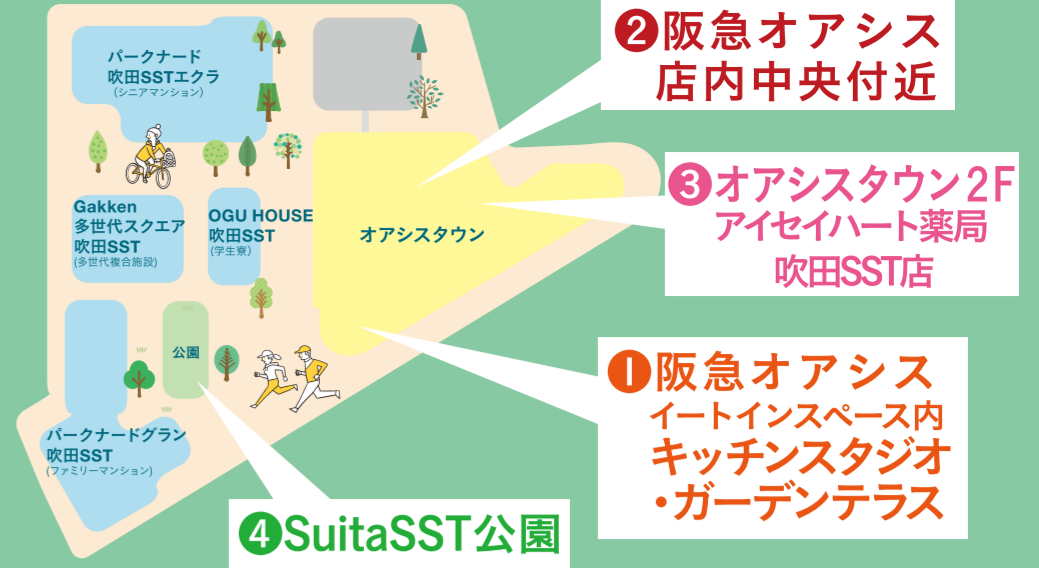 パークナード
吹田SSTエクラ
(シニアマンション)
Gakken
多世代スクエア
吹田SST
(多世代複合施設)
OGU HOUSE
吹田SST
(学生寮)
オアシスタウン
公園
パークナードグラン
吹田SST
(ファミリーマンション)
❷阪急オアシス
店内中央付近
❸オアシスタウン2F
アイセイハート薬局
吹田SST店
❶阪急オアシス
イートインスペース内
キッチンスタジオ
・ガーデンテラス
❹SuitaSST公園